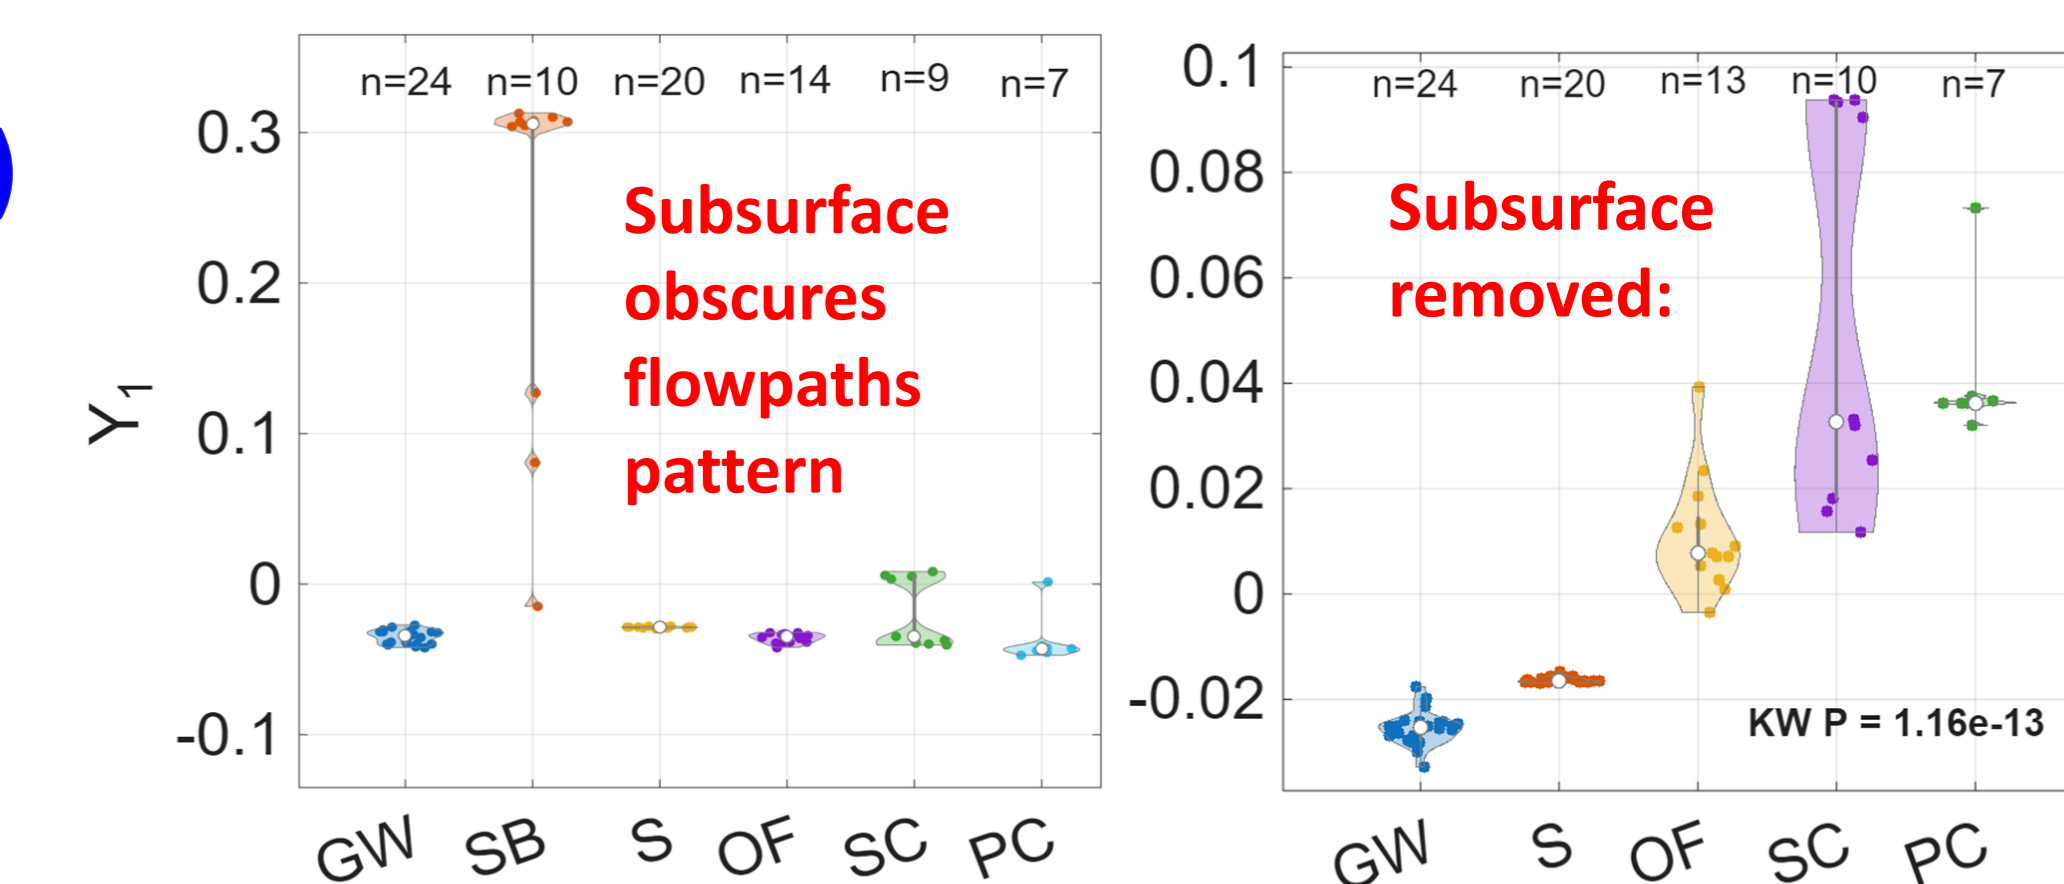 n=24 n=10 n=20 n=14 n=9 n=7
0.3
0.2
0.1
0
-0.1
Y1
Subsurface
obscures
flowpaths
pattern
GW SB S OF SC PC
n=24 n=20 n=13 n=10 n=7
0.1
0.08
0.06
0.04
0.02
0
-0.02
Subsurface
removed:
KW P = 1.16e-13
GW S OF SC PC